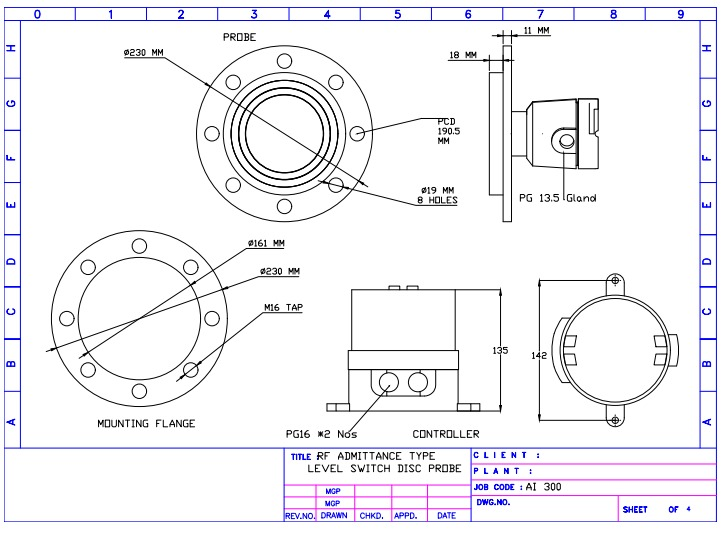 0 1 2 3 4 5 6 7 8 9
H H
G G
F F
E E
D D
C C
B B
A A
PROBE
Ø230 MM
PCD
190.5
MM
Ø19 MM
8 HOLES
11 MM
18 MM
PG 13.5 Gland
Ø161 MM
Ø230 MM
M16 TAP
MOUNTING FLANGE
135
142
PG16 *2 Nos
CONTROLLER
TITLE : RF ADMITTANCE TYPE
LEVEL SWITCH DISC PROBE
CLIENT :
PLANT :
JOB CODE : AI 300
DWG.NO.
SHEET OF 4
MGP
MGP
REV.NO. DRAWN CHKD. APPD. DATE